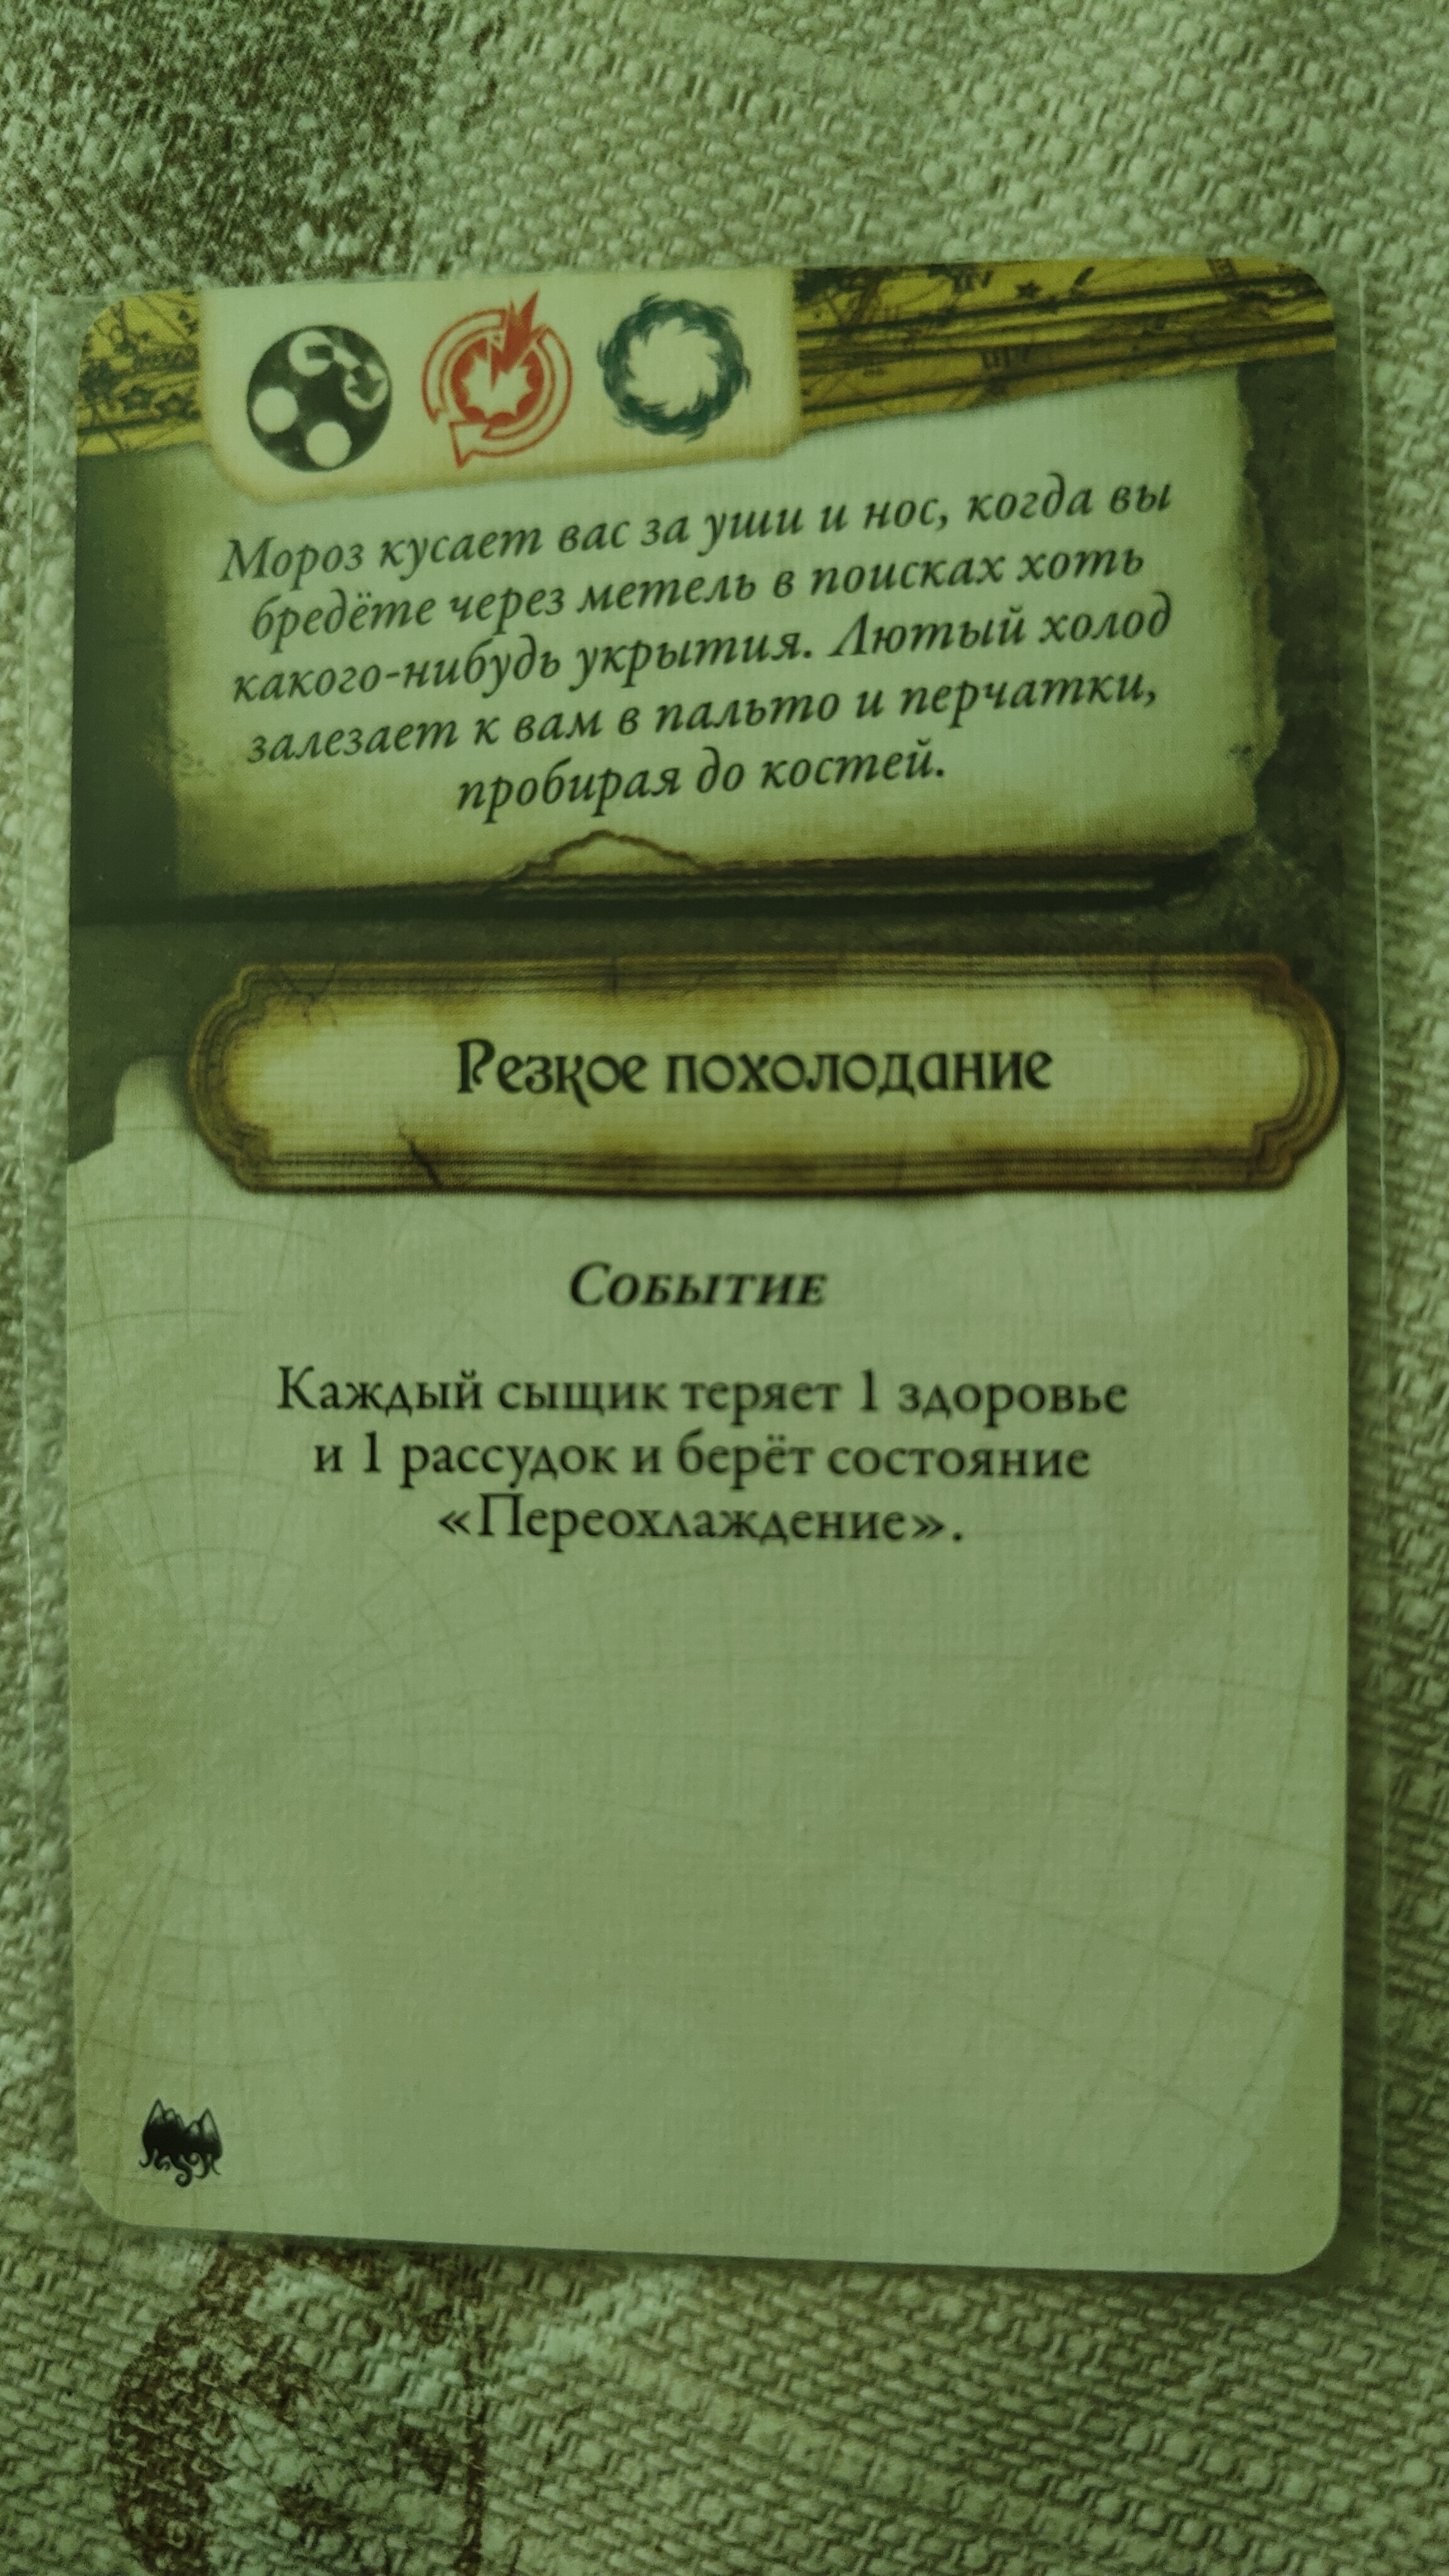 Мороз кусает вас за уши и нос, когда вы
бредёте через метель в поисках хоть
какого-нибудь укрытия. Лютый холод
залезает к вам в пальто и перчатки,
пробирая до костей.
Резкое похолодание
Событие
Каждый сыщик теряет 1 здоровье
и 1 рассудок и берёт состояние
«Переохлаждение».